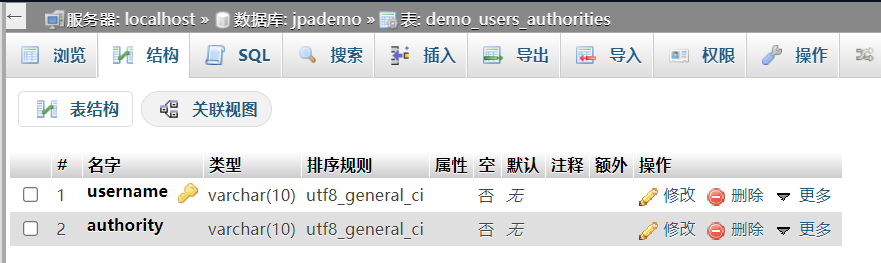 服务器: localhost » 数据库: jpademo » 表: demo_users_authorities
浏览 结构 SQL 搜索 插入 导出 导入 权限 操作
表结构 关联视图
# 名字 类型 排序规则 属性 空 默认 注释 额外 操作
1 username varchar(10) utf8_general_ci 否 无 修改 删除 更多
2 authority varchar(10) utf8_general_ci 否 无 修改 删除 更多